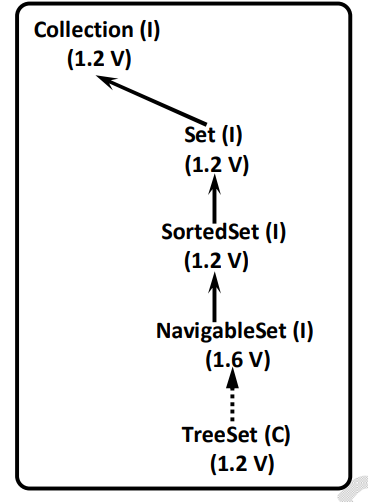 Collection (I)
(1.2 V)
Set (I)
(1.2 V)
SortedSet (I)
(1.2 V)
NavigableSet (I)
(1.6 V)
TreeSet (C)
(1.2 V)